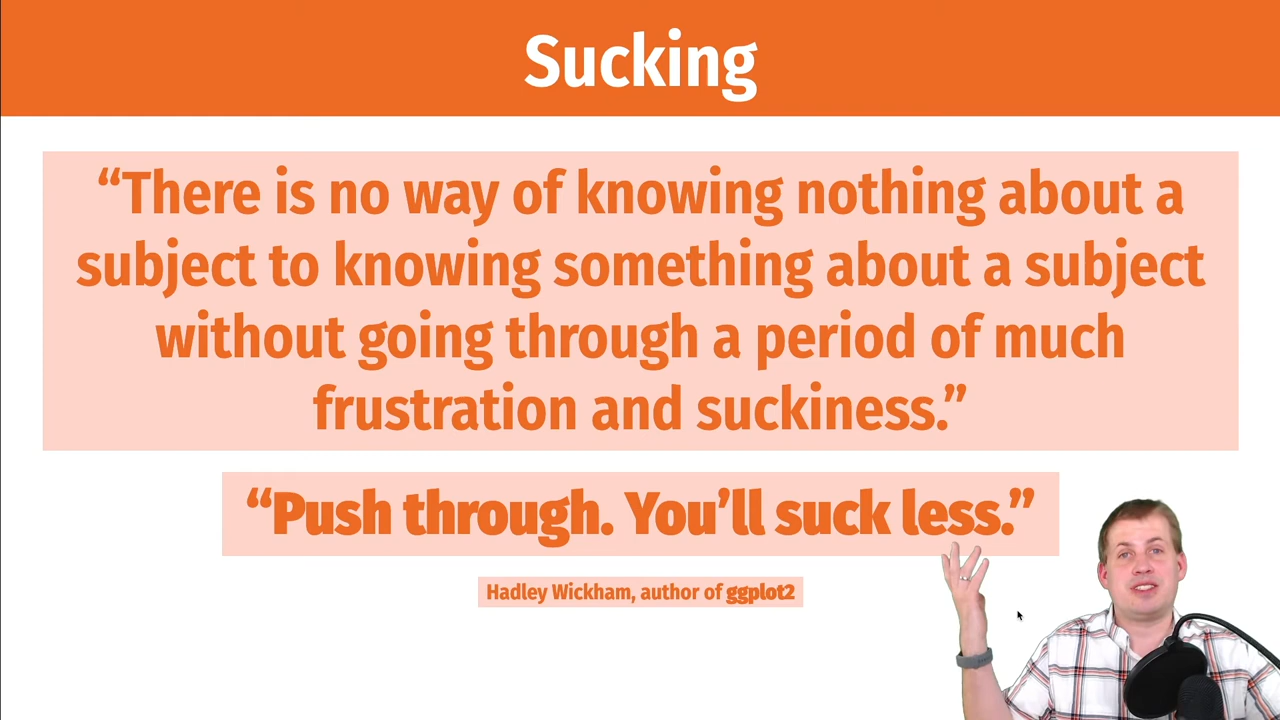 Sucking
“There is no way of knowing nothing about a
subject to knowing something about a subject
without going through a period of much
frustration and suckiness.”
“Push through. You’ll suck less.”
Hadley Wickham, author of ggplot2